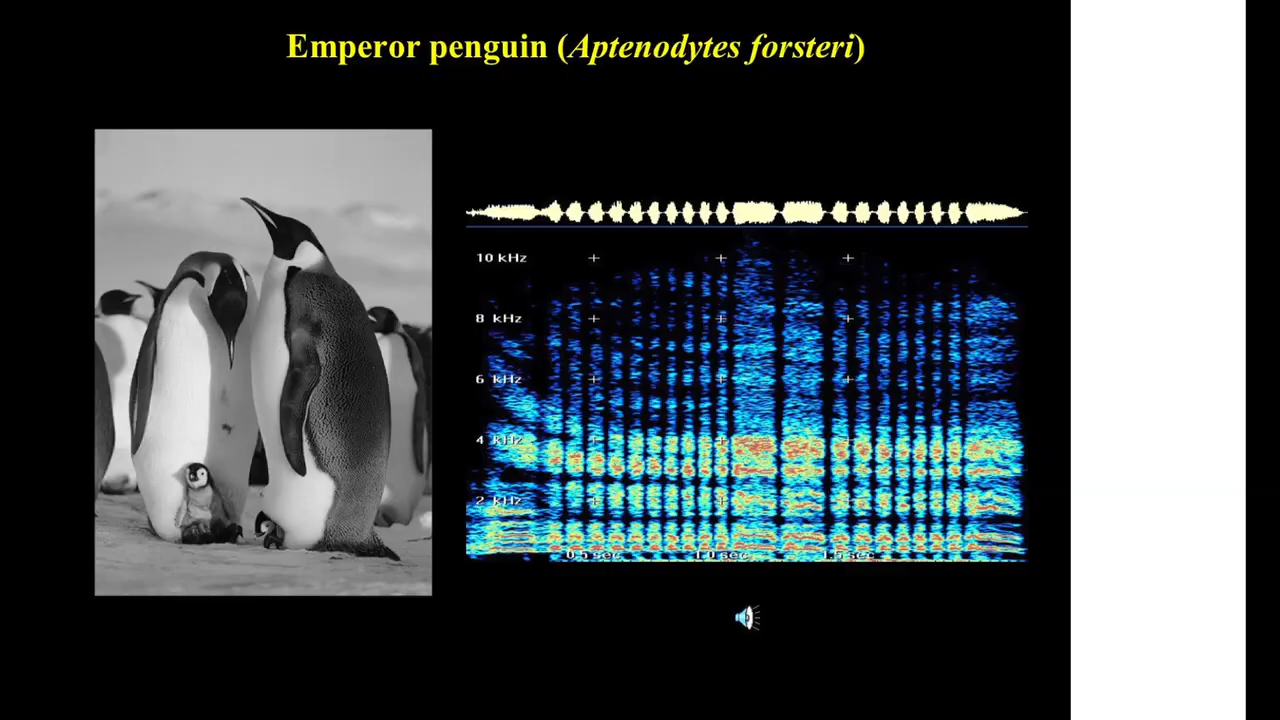 Emperor penguin (Aptenodytes forsteri)
10 kHz
8 kHz
6 kHz
4 kHz
2 kHz
0.5 sec 1.0 sec 1.5 sec